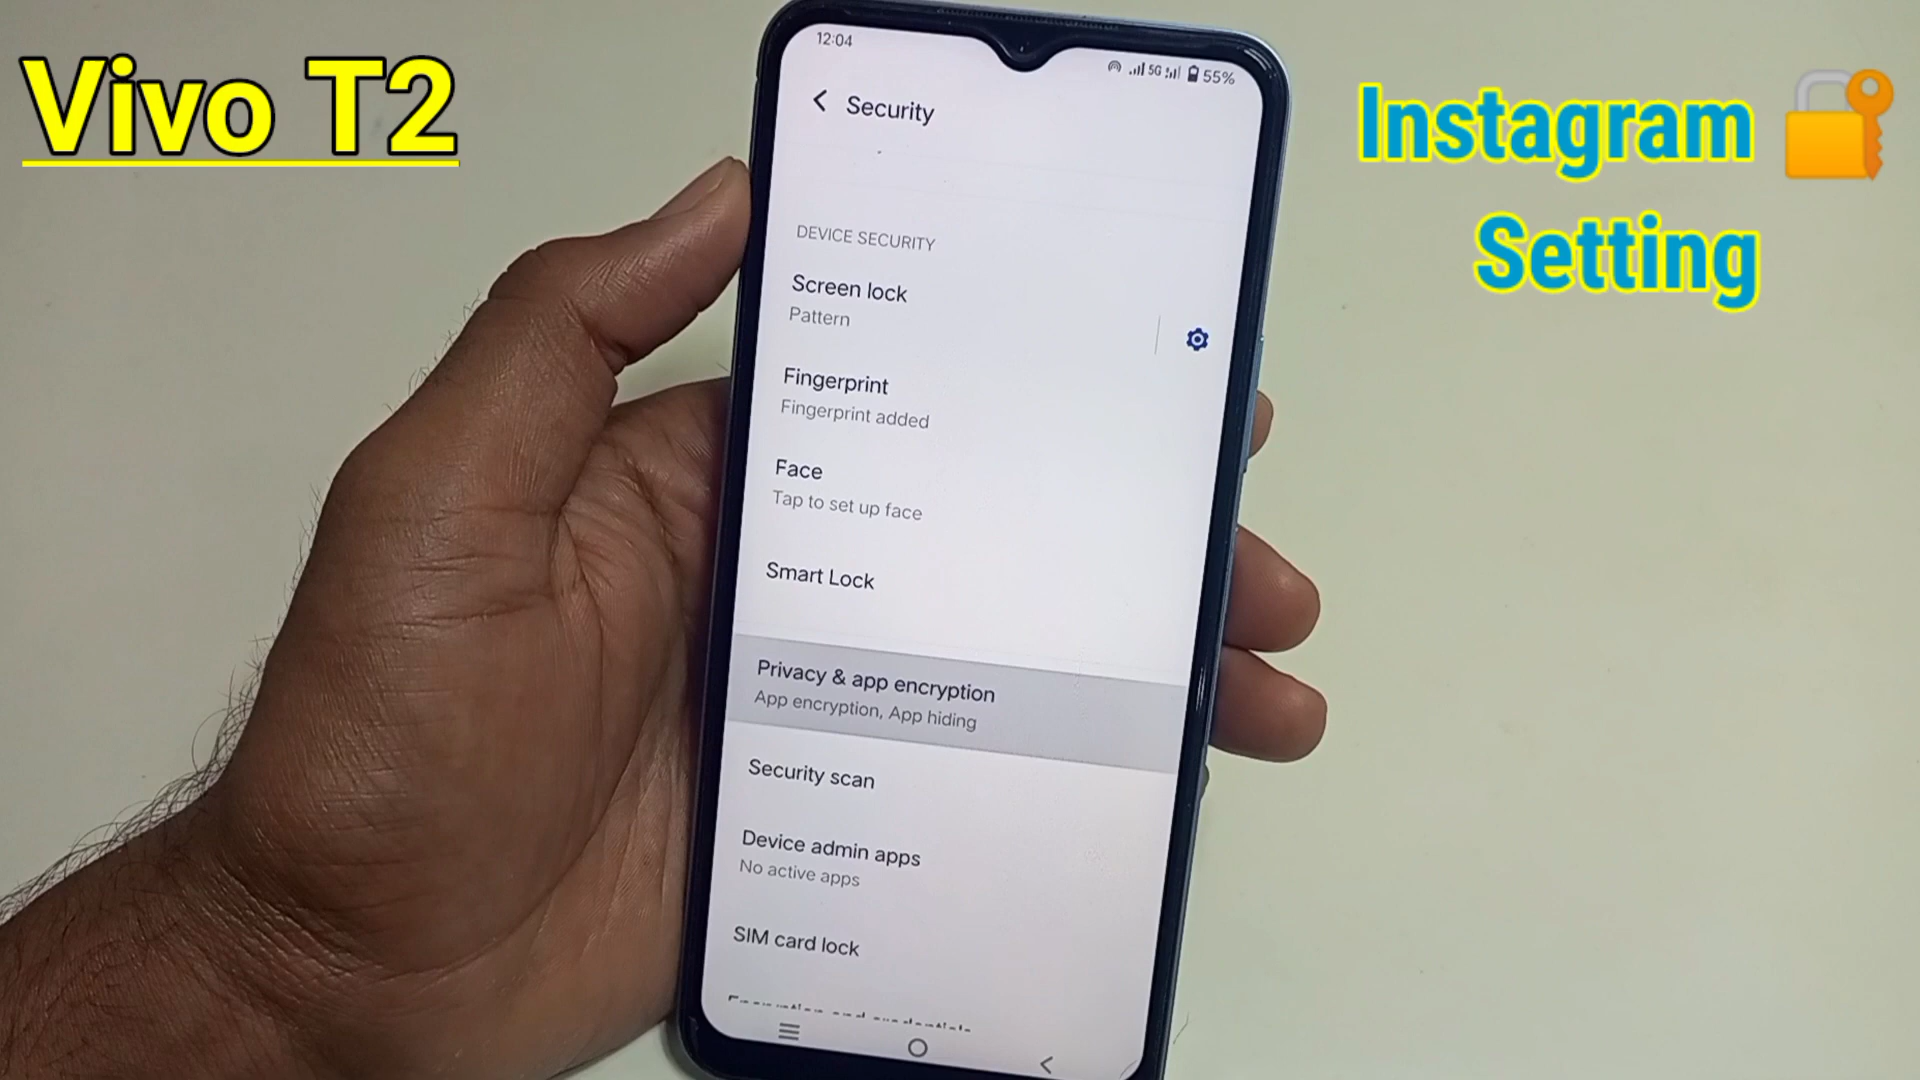 Vivo T2
Instagram
Setting
12:04
5G
55%
Security
DEVICE SECURITY
Screen lock
Pattern
Fingerprint
Fingerprint added
Face
Tap to set up face
Smart Lock
Privacy & app encryption
App encryption, App hiding
Security scan
Device admin apps
No active apps
SIM card lock